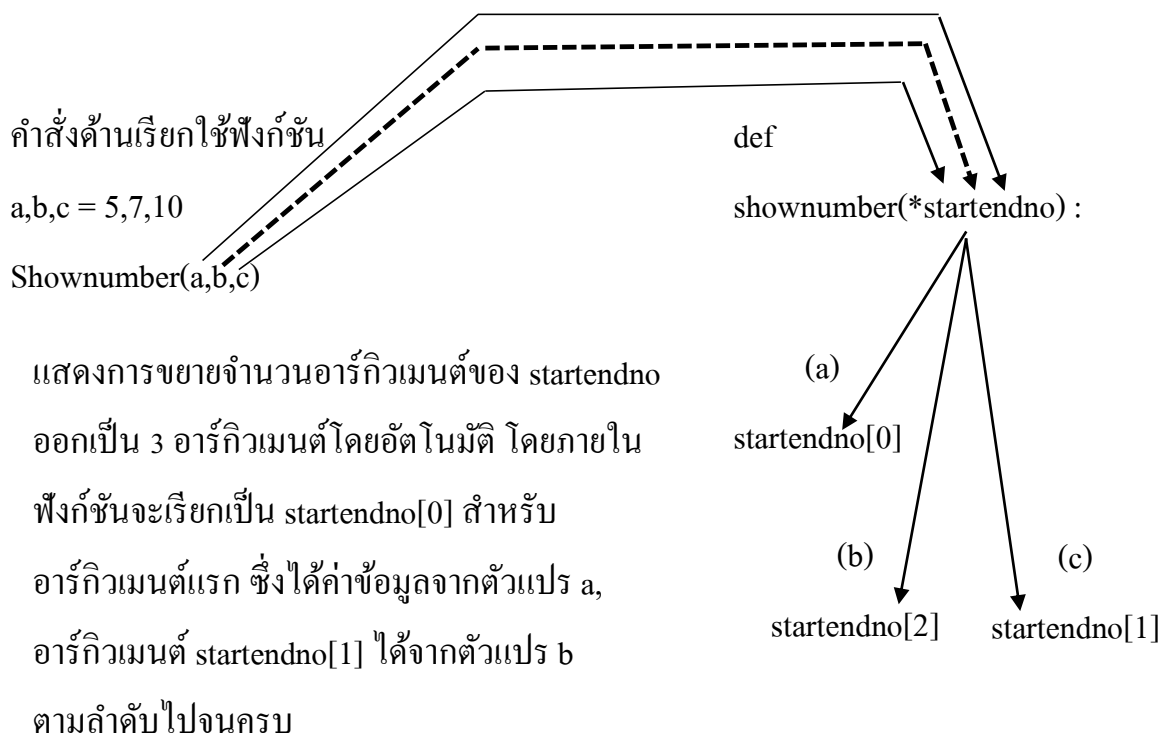 คำสั่งด้านเรียกใช้ฟังก์ชัน
a,b,c = 5,7,10
Shownumber(a,b,c)
def
shownumber(*startendno) :
แสดงการขยายจำนวนอาร์กิวเมนต์ของ startendno
ออกเป็น 3 อาร์กิวเมนต์โดยอัตโนมัติ โดยภายใน
ฟังก์ชันจะเรียกเป็น startendno[0] สำหรับ
อาร์กิวเมนต์แรก ซึ่งได้ค่าข้อมูลจากตัวแปร a,
อาร์กิวเมนต์ startendno[1] ได้จากตัวแปร b
ตามลำดับไปจนครบ
(a)
startendno[0]
(b)
(c)
startendno[2]
startendno[1]